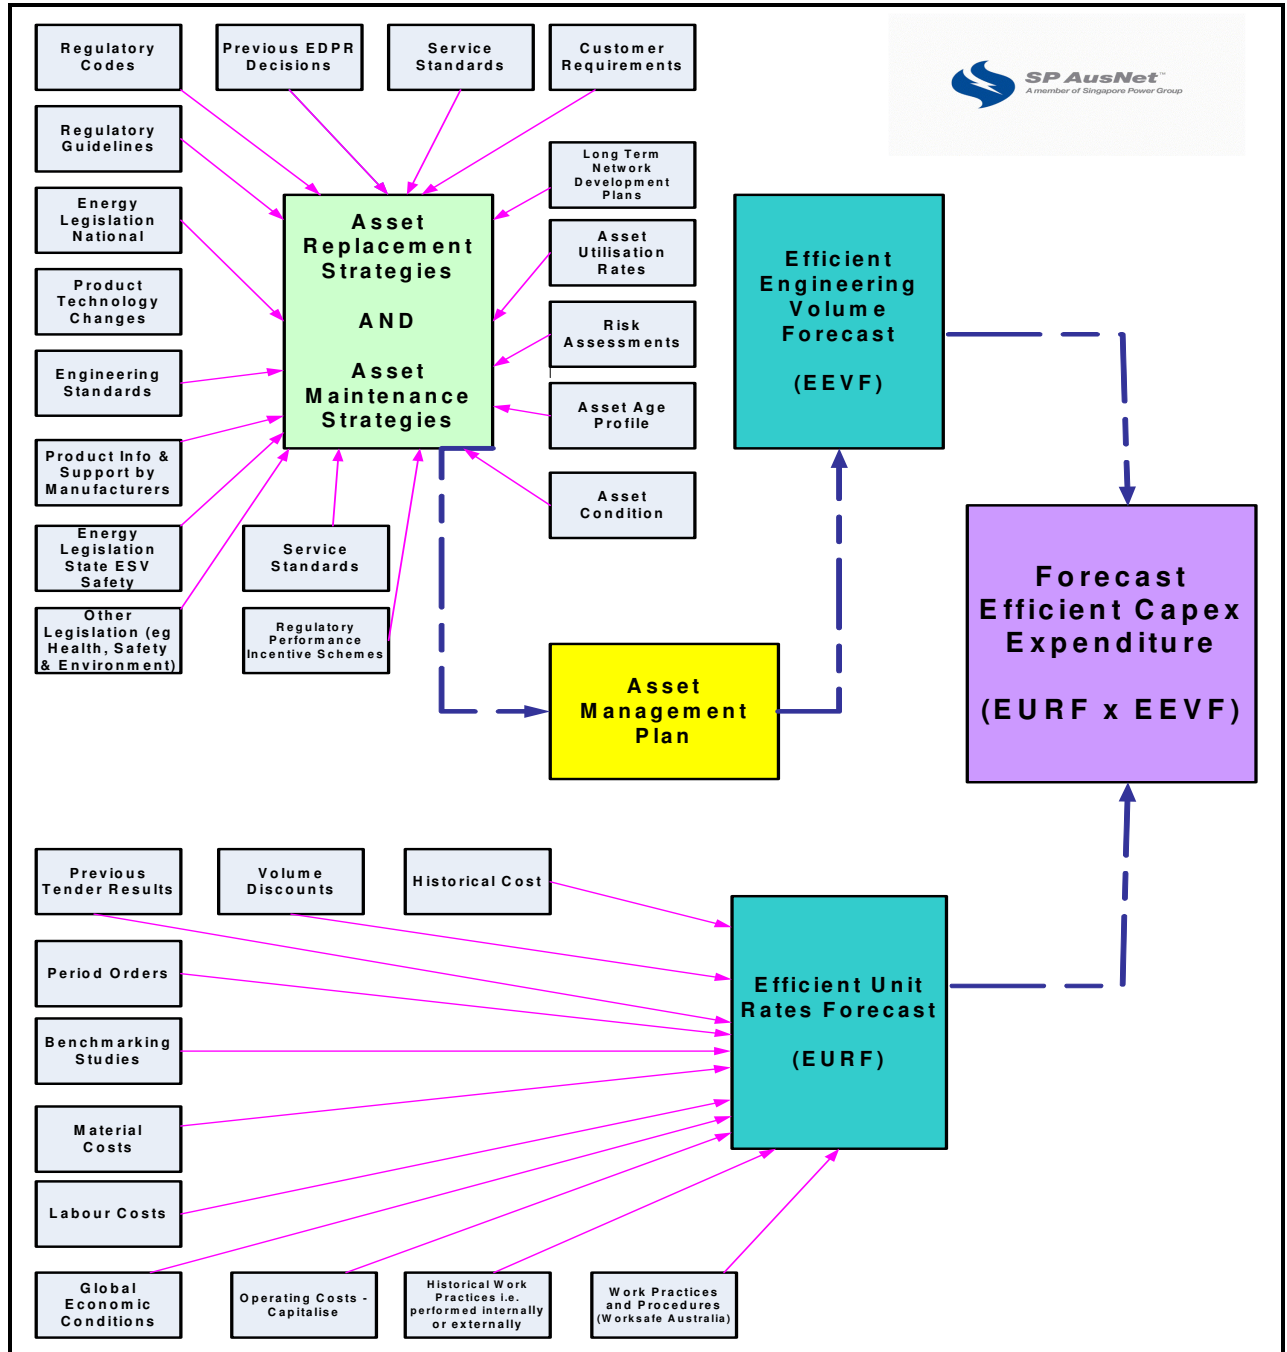 Regulatory
Codes
Previous EDPR
Decisions
Service
Standards
Customer
Requirements
SP AusNet™
A member of Singapore Power Group
Regulatory
Guidelines
Long Term
Network
Development
Plans
Energy
Legislation
National
Asset
Replacement
Strategies
AND
Asset
Maintenance
Strategies
Asset
Utilisation
Rates
Efficient
Engineering
Volume
Forecast
(EEVF)
Product
Technology
Changes
Risk
Assessments
Engineering
Standards
Asset Age
Profile
Product Info &
Support by
Manufacturers
Asset
Condition
Energy
Legislation
State ESV
Safety
Service
Standards
Forecast
Efficient Capex
Expenditure
(EURF x EEVF)
Other
Legislation (eg
Health, Safety
& Environment)
Regulatory
Performance
Incentive Schemes
Asset
Management
Plan
Previous
Tender Results
Volume
Discounts
Historical Cost
Period Orders
Efficient Unit
Rates Forecast
(EURF)
Benchmarking
Studies
Material
Costs
Labour Costs
Global
Economic
Conditions
Operating Costs -
Capitalise
Historical Work
Practices i.e.
performed internally
or externally
Work Practices
and Procedures
(Worksafe Australia)